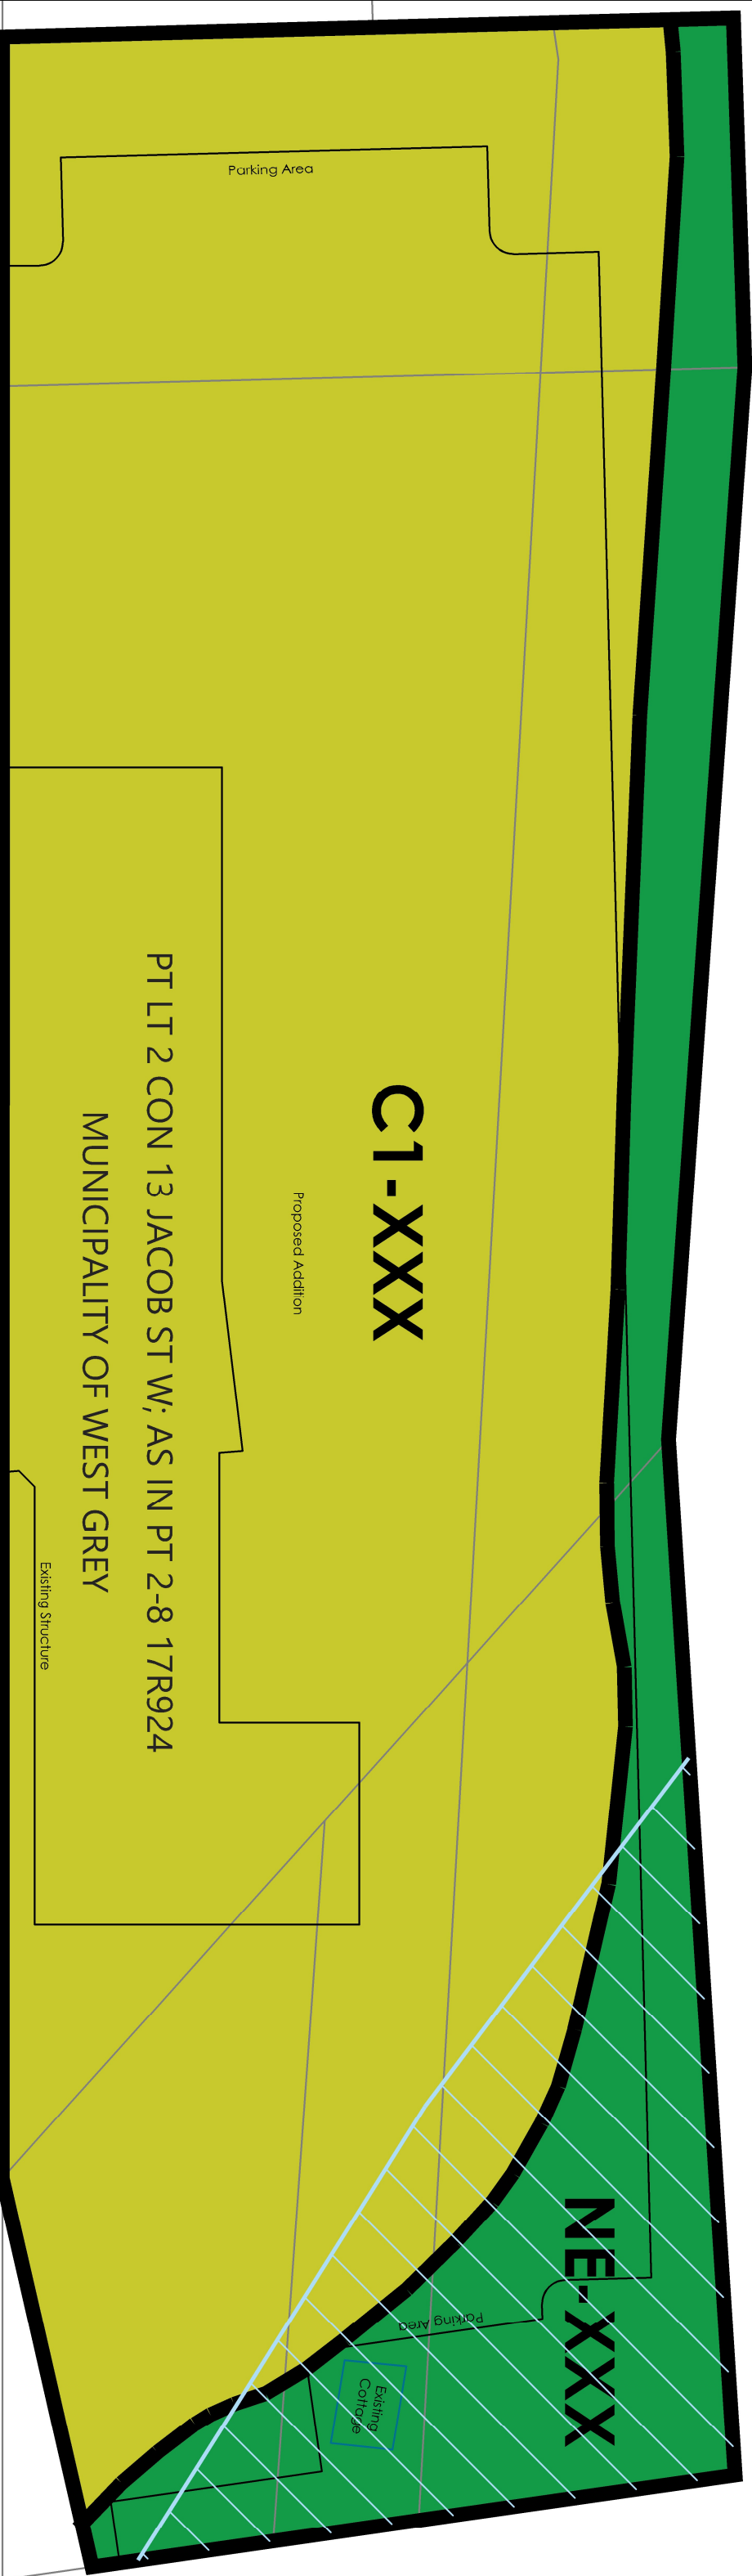 Parking Area
C1-XXX
Proposed Addition
PT LT 2 CON 13 JACOB ST W; AS IN PT 2-8 17R924
MUNICIPALITY OF WEST GREY
Existing Structure
NE-XXX
Parking Area
Existing
Cottage